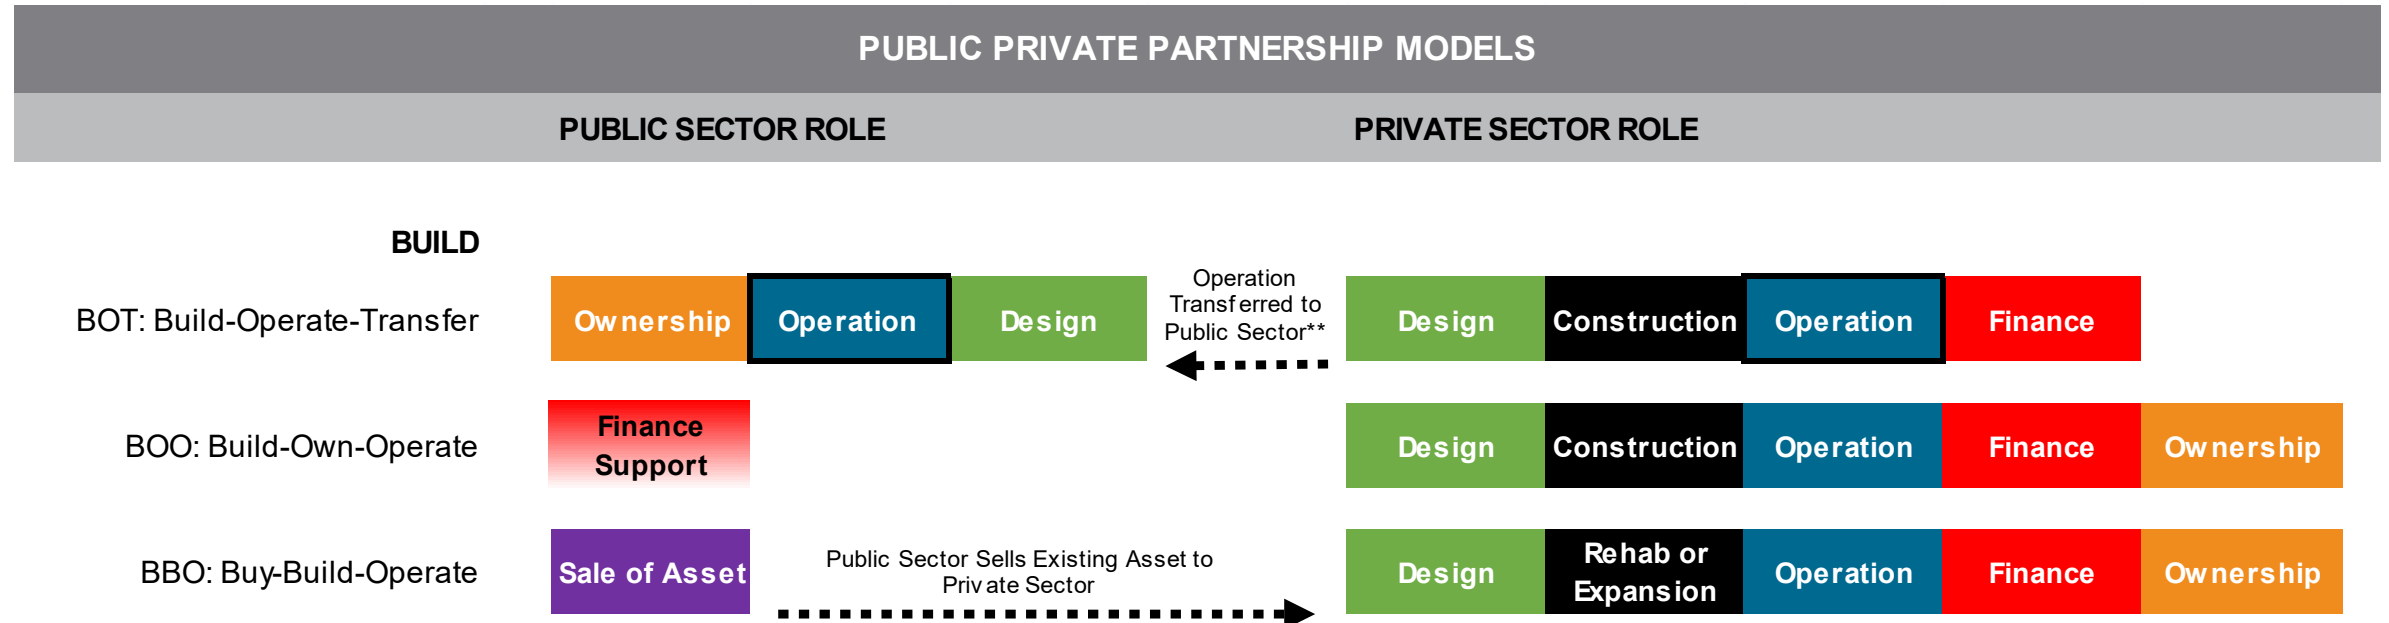 PUBLIC PRIVATE PARTNERSHIP MODELS
PUBLIC SECTOR ROLE
PRIVATE SECTOR ROLE
BUILD
BOT: Build-Operate-Transfer
Ownership
Operation
Design
Operation
Transferred to
Public Sector**
Design
Construction
Operation
Finance
BOO: Build-Own-Operate
Finance
Support
Design
Construction
Operation
Finance
Ownership
BBO: Buy-Build-Operate
Sale of Asset
Public Sector Sells Existing Asset to
Private Sector
Design
Rehab or
Expansion
Operation
Finance
Ownership